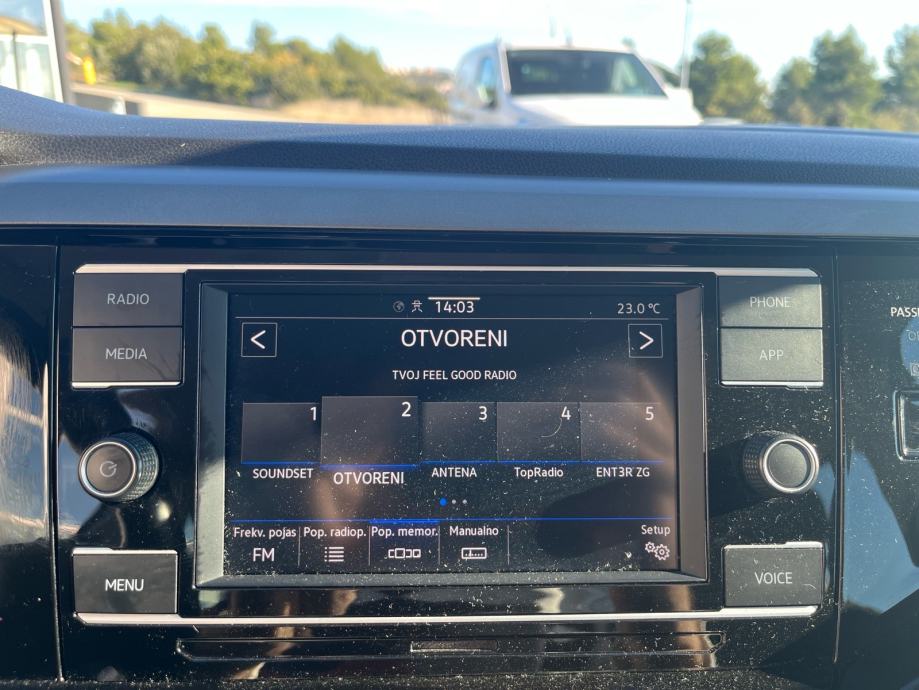 RADIO
MEDIA
MENU
14:03
23.0 °C
<
OTVORENI
>
TVOJ FEEL GOOD RADIO
1
2
3
4
5
SOUNDSET
OTVORENI
ANTENA
TopRadio
ENT3R ZG
Frekv. pojas
Pop. radiop.
Pop. memor.
Manualno
Setup
FM
PHONE
APP
VOICE